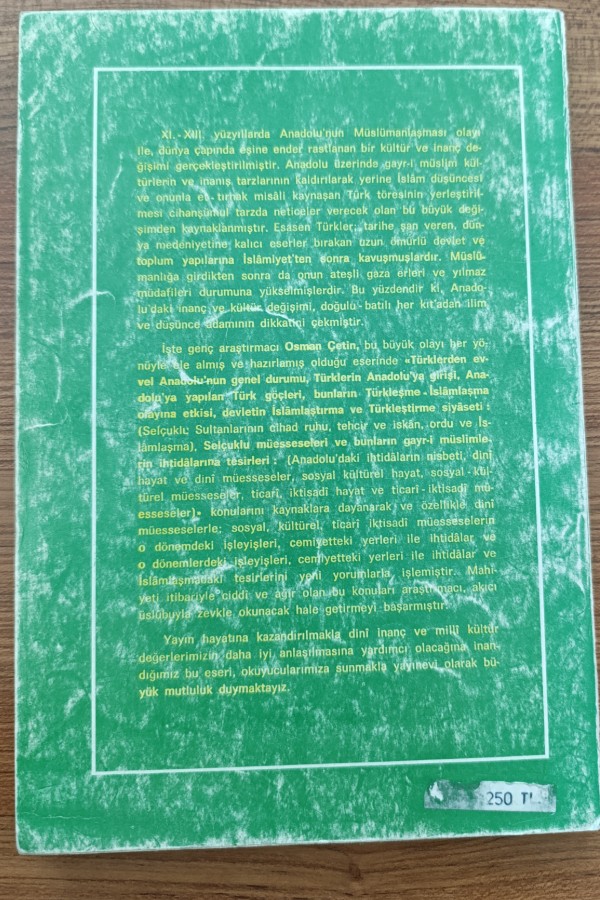 XI.-XIII. yüzyıllarda Anadolu'nun Müslümanlaşması olayı
ile, dünya çapında eşine ender rastlanan bir kültür ve inanç de-
ğişimi gerçekleştirilmiştir. Anadolu üzerinde gayr-i müslim kül-
türlerin ve inanış tarzlarının kaldırılarak yerine İslâm düşüncesi
ve onunla et-tırnak misâli kaynaşan Türk töresinin yerleştiril-
mesi cihanşümul tarzda neticeler verecek olan bu büyük deği-
şimden kaynaklanmıştır. Esasen Türkler; tarihe şan veren, dün-
ya medeniyetine kalıcı eserler bırakan uzun ömürlü devlet ve
toplum yapılarına İslâmiyet'ten sonra kavuşmuşlardır. Müslü-
manlığa girdikten sonra da onun ateşli gaza erleri ve yılmaz
müdafileri durumuna yükselmişlerdir. Bu yüzdendir ki, Anado-
lu'daki inanç ve kültür değişimi, doğulu-batılı her kıt'adan ilim
ve düşünce adamının dikkatini çekmiştir.
İşte genç araştırmacı Osman Çetin, bu büyük olayı her yö-
nüyle ele almış ve hazırlamış olduğu eserinde «Türklerden ev-
vel Anadolu'nun genel durumu, Türklerin Anadolu'ya girişi, Ana-
dolu'ya yapılan Türk göçleri, bunların Türkleşme-İslâmlaşma
olayına etkisi, devletin İslâmlaştırma ve Türkleştirme siyâseti:
(Selçuklu Sultanlarının cihad ruhu, tehcir ve iskân, ordu ve İs-
lâmlaşma), Selçuklu müesseseleri ve bunların gayr-i müslimle-
rin ihtidâlarına tesirleri: (Anadolu'daki ihtidâların nisbeti, dinî
hayat ve dinî müesseseler, sosyal kültürel hayat, sosyal-kül-
türel müesseseler, ticarî, iktisadî hayat ve ticarî-iktisadî mü-
esseseler)» konularını kaynaklara dayanarak ve özellikle dinî
müesseselerle; sosyal, kültürel, ticarî iktisadî müesseselerin
o dönemdeki işleyişleri, cemiyetteki yerleri ile ihtidâlar ve
o dönemlerdeki işleyişleri, cemiyetteki yerleri ile ihtidâlar ve
İslâmlaşmadaki tesirlerini yeni yorumlarla işlemiştir. Mahi-
yeti itibariyle ciddî ve ağır olan bu konuları araştırmacı, akıcı
üslûbuyla zevkle okunacak hale getirmeyi başarmıştır.
Yayın hayatına kazandırılmakla dinî inanç ve millî kültür
değerlerimizin daha iyi anlaşılmasına yardımcı olacağına inan-
dığımız bu eseri, okuyucularımıza sunmakla yayınevi olarak bü-
yük mutluluk duymaktayız.
250 TL